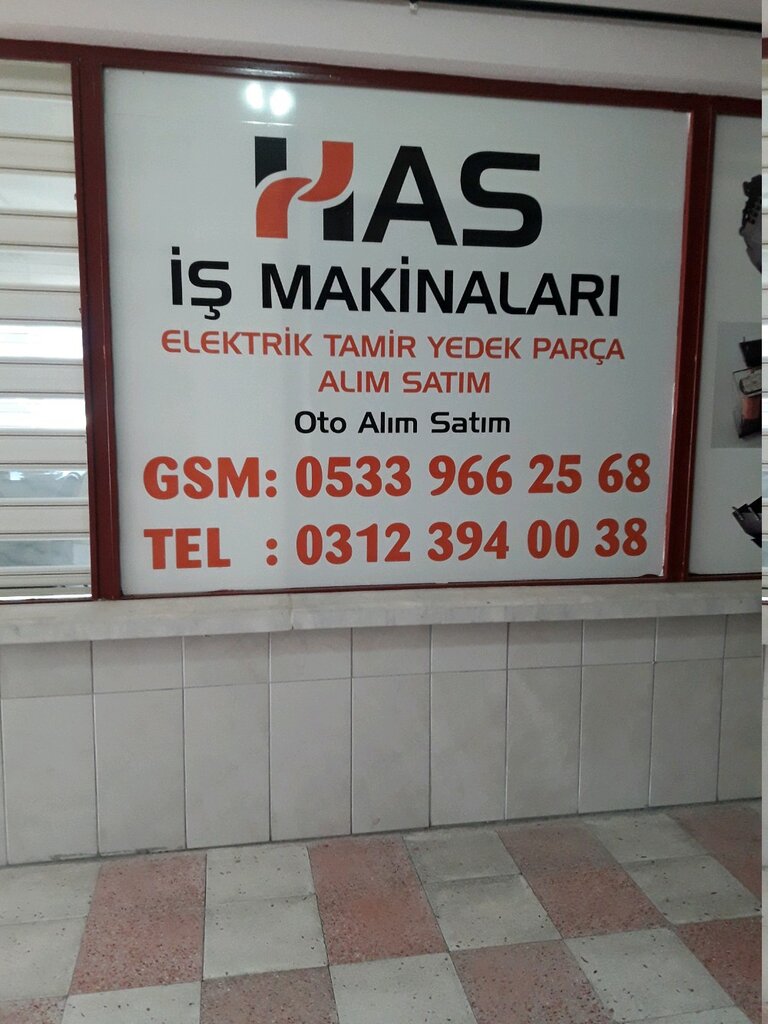 HAS
İŞ MAKİNALARI
ELEKTRİK TAMİR YEDEK PARÇA
ALIM SATIM
Oto Alım Satım
GSM: 0533 966 25 68
TEL : 0312 394 00 38